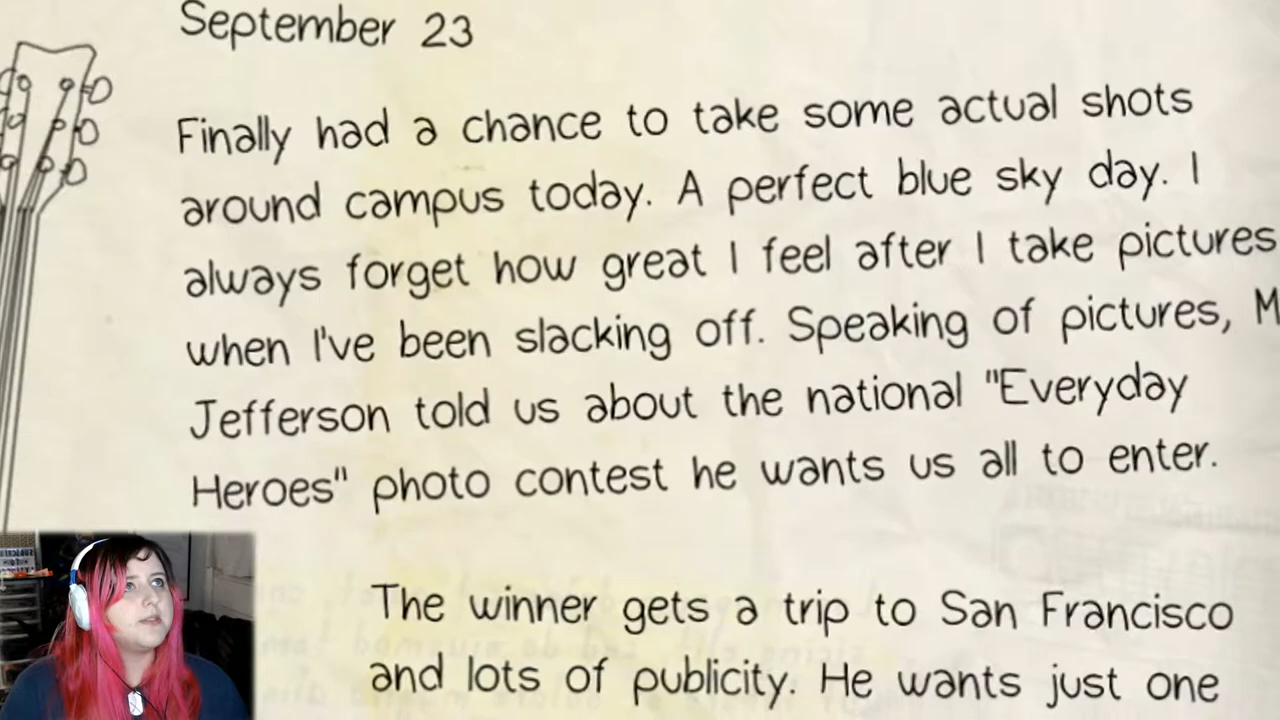 September 23
Finally had a chance to take some actual shots
around campus today. A perfect blue sky day. I
always forget how great I feel after I take pictures
when I've been slacking off. Speaking of pictures, M
Jefferson told us about the national "Everyday
Heroes" photo contest he wants us all to enter.
The winner gets a trip to San Francisco
and lots of publicity. He wants just one